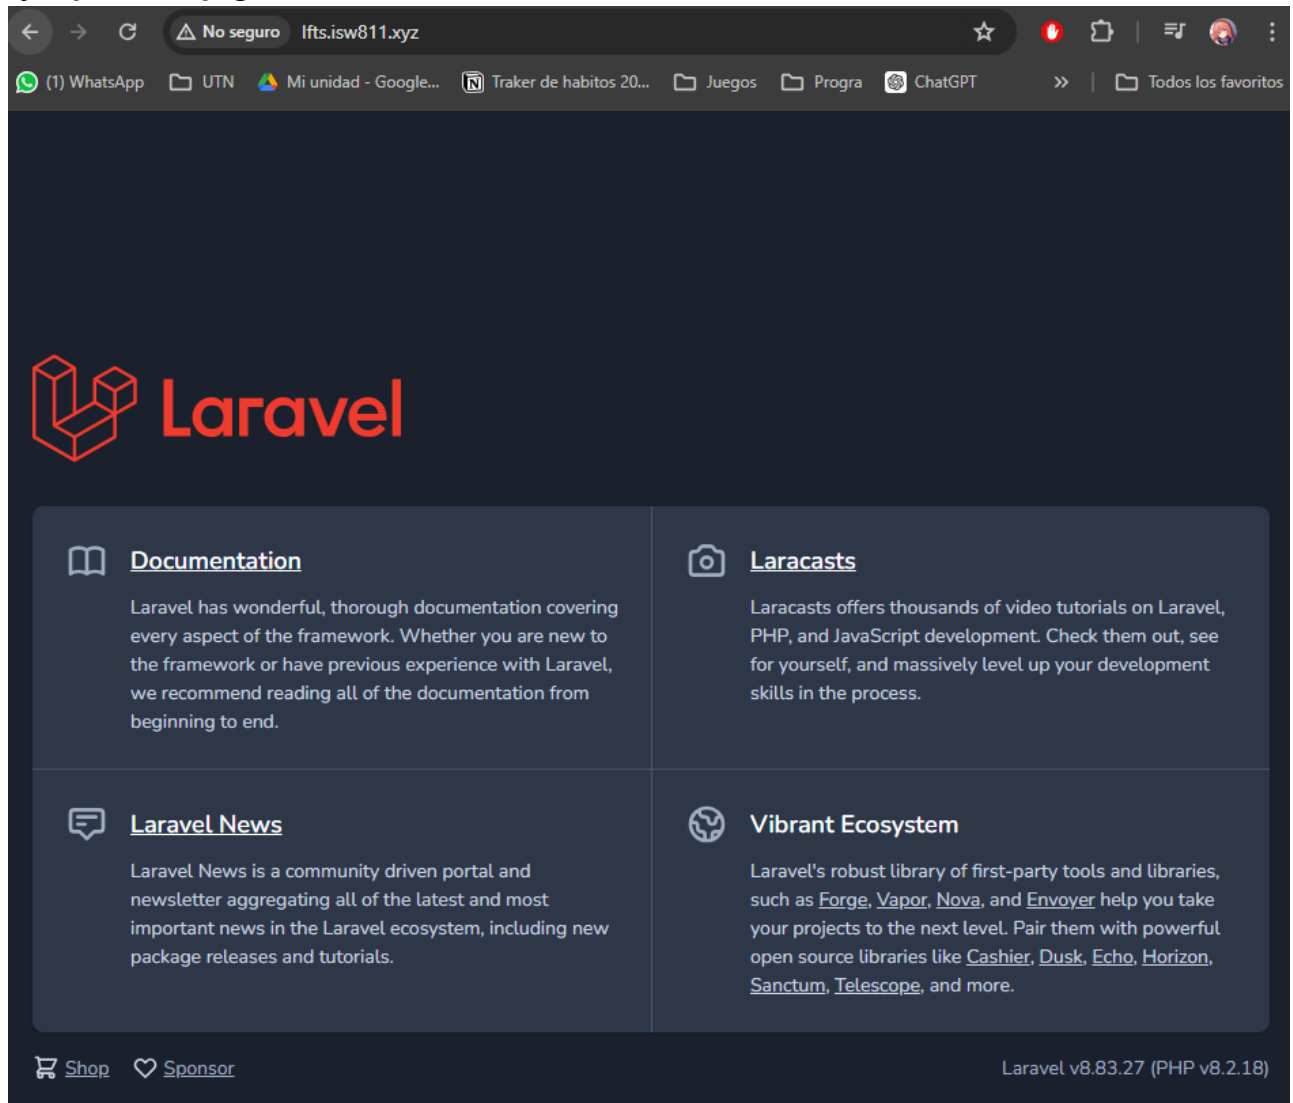 No seguro lfts.isw811.xyz
(1) WhatsApp UTN Mi unidad - Google... Traker de habitos 20... Juegos Progra ChatGPT » Todos los favoritos
Laravel
Documentation
Laravel has wonderful, thorough documentation covering
every aspect of the framework. Whether you are new to
the framework or have previous experience with Laravel,
we recommend reading all of the documentation from
beginning to end.
Laracasts
Laracasts offers thousands of video tutorials on Laravel,
PHP, and JavaScript development. Check them out, see
for yourself, and massively level up your development
skills in the process.
Laravel News
Laravel News is a community driven portal and
newsletter aggregating all of the latest and most
important news in the Laravel ecosystem, including new
package releases and tutorials.
Vibrant Ecosystem
Laravel's robust library of first-party tools and libraries,
such as Forge, Vapor, Nova, and Envoyer help you take
your projects to the next level. Pair them with powerful
open source libraries like Cashier, Dusk, Echo, Horizon,
Sanctum, Telescope, and more.
Shop Sponsor Laravel v8.83.27 (PHP v8.2.18)